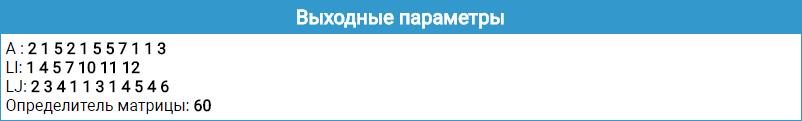 Выходные параметры
A : 2 1 5 2 1 5 5 7 1 1 3
LI: 1 4 5 7 10 11 12
LJ: 2 3 4 1 1 3 1 4 5 4 6
Определитель матрицы: 60